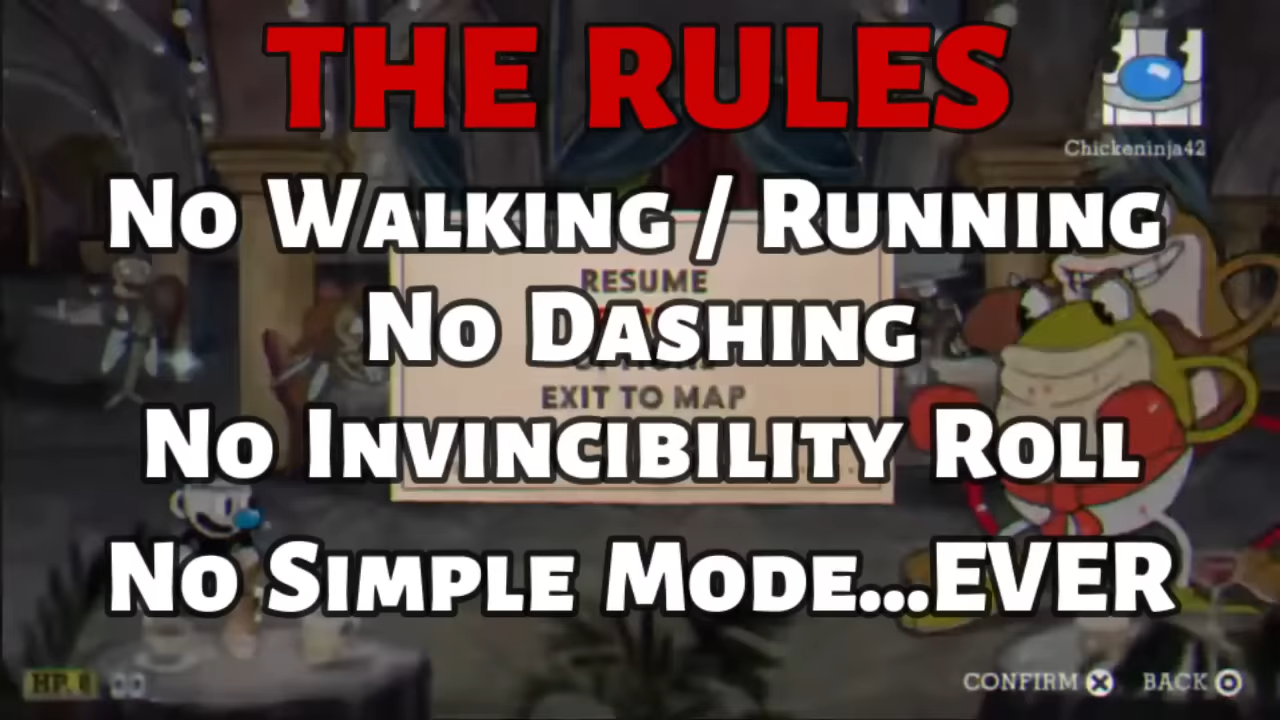 THE RULES
Chickeninja42
No Walking / Running
RESUME
No Dashing
EXIT TO MAP
No Invincibility Roll
No Simple Mode...EVER
HP.
CONFIRM X BACK O